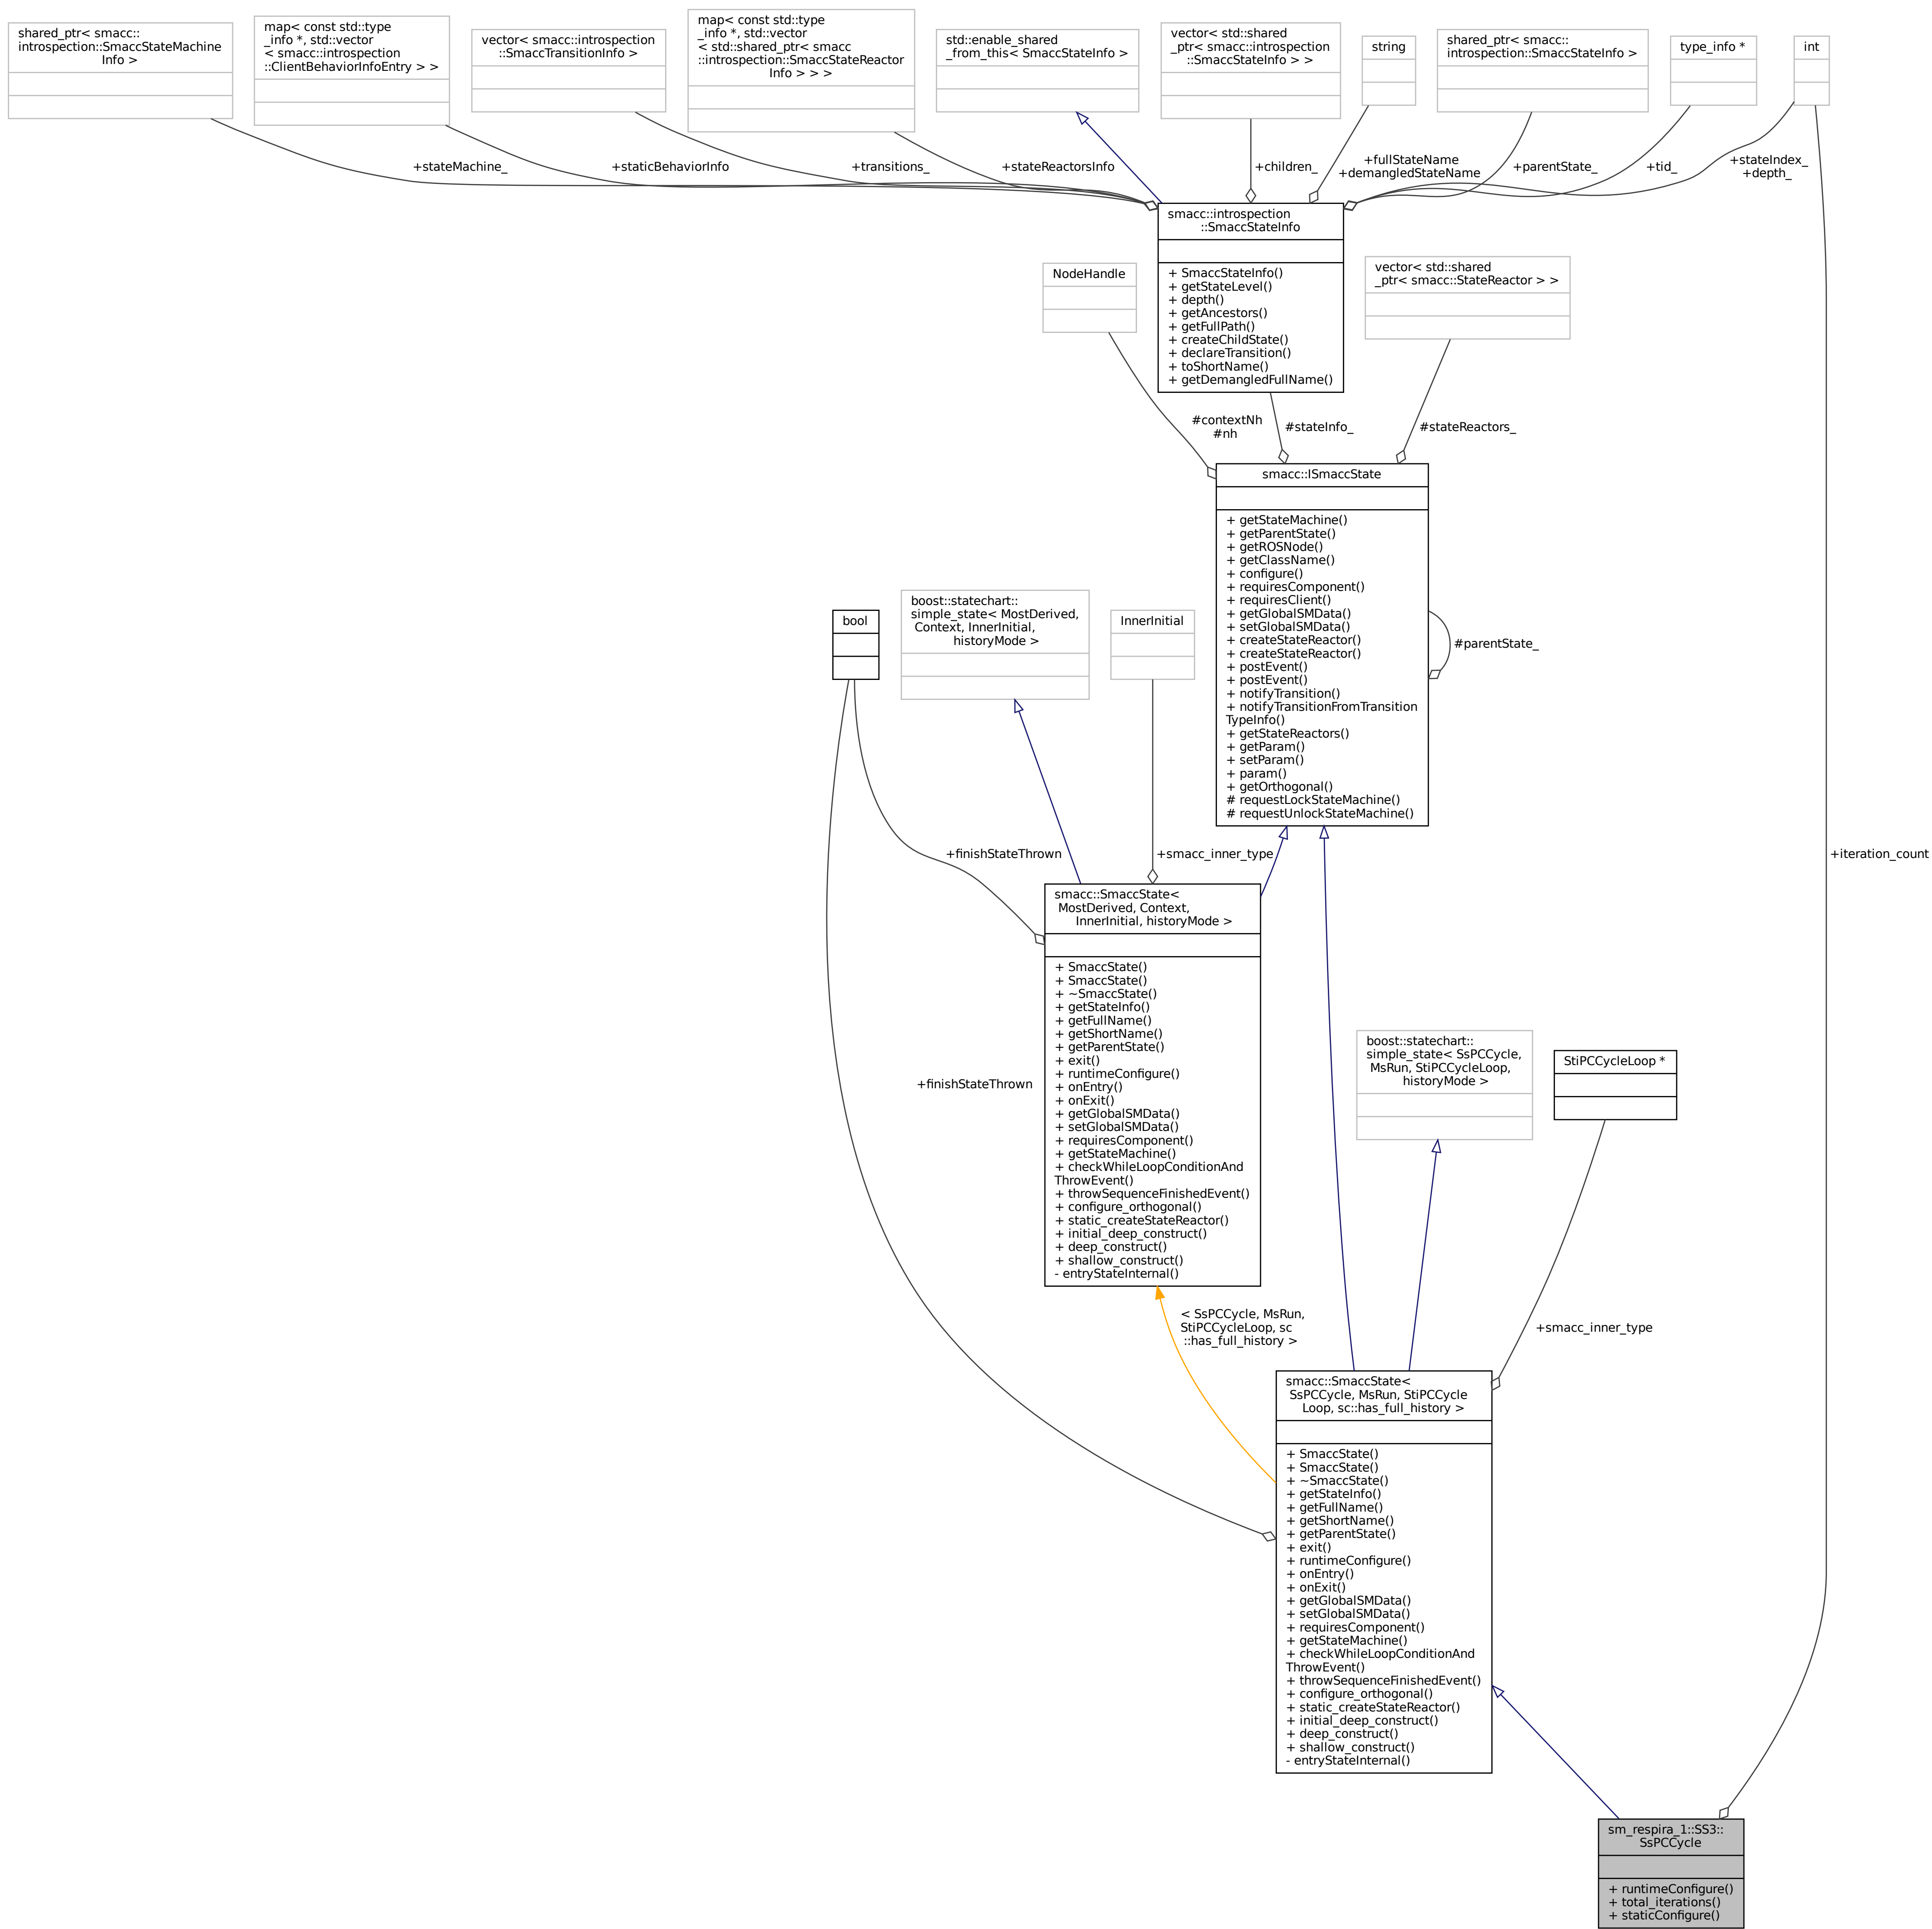 shared_ptr< smacc::
introspection::SmaccStateMachine
Info >
map< const std::type
_info *, std::vector
< smacc::introspection
::ClientBehaviorInfoEntry > >
vector< smacc::introspection
::SmaccTransitionInfo >
map< const std::type
_info *, std::vector
< std::shared_ptr< smacc
::introspection::SmaccStateReactor
Info > > >
std::enable_shared
_from_this< SmaccStateInfo >
vector< std::shared
_ptr< smacc::introspection
::SmaccStateInfo > >
string
shared_ptr< smacc::
introspection::SmaccStateInfo >
type_info *
int
+stateMachine_
+staticBehaviorInfo
+transitions_
+stateReactorsInfo
+children_
+fullStateName
+demangledStateName
+parentState_
+tid_
+stateIndex_
+depth_
smacc::introspection
::SmaccStateInfo
+ SmaccStateInfo()
+ getStateLevel()
+ depth()
+ getAncestors()
+ getFullPath()
+ createChildState()
+ declareTransition()
+ toShortName()
+ getDemangledFullName()
NodeHandle
vector< std::shared
_ptr< smacc::StateReactor > >
#contextNh
#nh
#stateInfo_
#stateReactors_
smacc::ISmaccState
+ getStateMachine()
+ getParentState()
+ getROSNode()
+ getClassName()
+ configure()
+ requiresComponent()
+ requiresClient()
+ getGlobalSMData()
+ setGlobalSMData()
+ createStateReactor()
+ createStateReactor()
+ postEvent()
+ postEvent()
+ notifyTransition()
+ notifyTransitionFromTransition
TypeInfo()
+ getStateReactors()
+ getParam()
+ setParam()
+ param()
+ getOrthogonal()
# requestLockStateMachine()
# requestUnlockStateMachine()
#parentState_
bool
boost::statechart::
simple_state< MostDerived,
Context, InnerInitial,
historyMode >
InnerInitial
+finishStateThrown
+smacc_inner_type
+iteration_count
smacc::SmaccState<
MostDerived, Context,
InnerInitial, historyMode >
+ SmaccState()
+ SmaccState()
+ ~SmaccState()
+ getStateInfo()
+ getFullName()
+ getShortName()
+ getParentState()
+ exit()
+ runtimeConfigure()
+ onEntry()
+ onExit()
+ getGlobalSMData()
+ setGlobalSMData()
+ requiresComponent()
+ getStateMachine()
+ checkWhileLoopConditionAnd
ThrowEvent()
+ throwSequenceFinishedEvent()
+ configure_orthogonal()
+ static_createStateReactor()
+ initial_deep_construct()
+ deep_construct()
+ shallow_construct()
- entryStateInternal()
+finishStateThrown
boost::statechart::
simple_state< SsPCCycle,
MsRun, StiPCCycleLoop,
historyMode >
StiPCCycleLoop *
< SsPCCycle, MsRun,
StiPCCycleLoop, sc
::has_full_history >
+smacc_inner_type
smacc::SmaccState<
SsPCCycle, MsRun, StiPCCycle
Loop, sc::has_full_history >
+ SmaccState()
+ SmaccState()
+ ~SmaccState()
+ getStateInfo()
+ getFullName()
+ getShortName()
+ getParentState()
+ exit()
+ runtimeConfigure()
+ onEntry()
+ onExit()
+ getGlobalSMData()
+ setGlobalSMData()
+ requiresComponent()
+ getStateMachine()
+ checkWhileLoopConditionAnd
ThrowEvent()
+ throwSequenceFinishedEvent()
+ configure_orthogonal()
+ static_createStateReactor()
+ initial_deep_construct()
+ deep_construct()
+ shallow_construct()
- entryStateInternal()
sm_respira_1::SS3::
SsPCCycle
+ runtimeConfigure()
+ total_iterations()
+ staticConfigure()